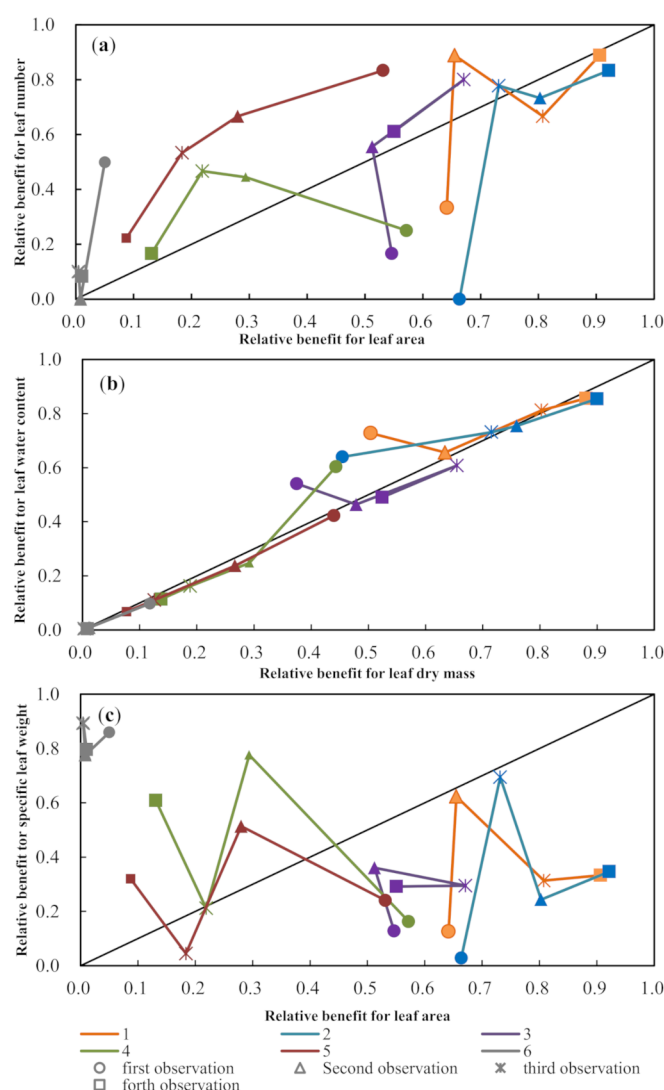 (a)
Relative benefit for leaf number
1.0
0.8
0.6
0.4
0.2
0.0
0.0 0.1 0.2 0.3 0.4 0.5 0.6 0.7 0.8 0.9 1.0
Relative benefit for leaf area
(b)
Relative benefit tor leaf water content
1.0
0.8
0.6
0.4
0.2
0.0
0.0 0.1 0.2 0.3 0.4 0.5 0.6 0.7 0.8 0.9 1.0
Relative benefit for leaf dry mass
(c)
Relative benefit tor specific leaf weight
1.0
0.8
0.6
0.4
0.2
0.0
0.0 0.1 0.2 0.3 0.4 0.5 0.6 0.7 0.8 0.9 1.0
Relative benefit for leaf area
1 2 3
4 5 6
first observation Second observation third observation
forth observation